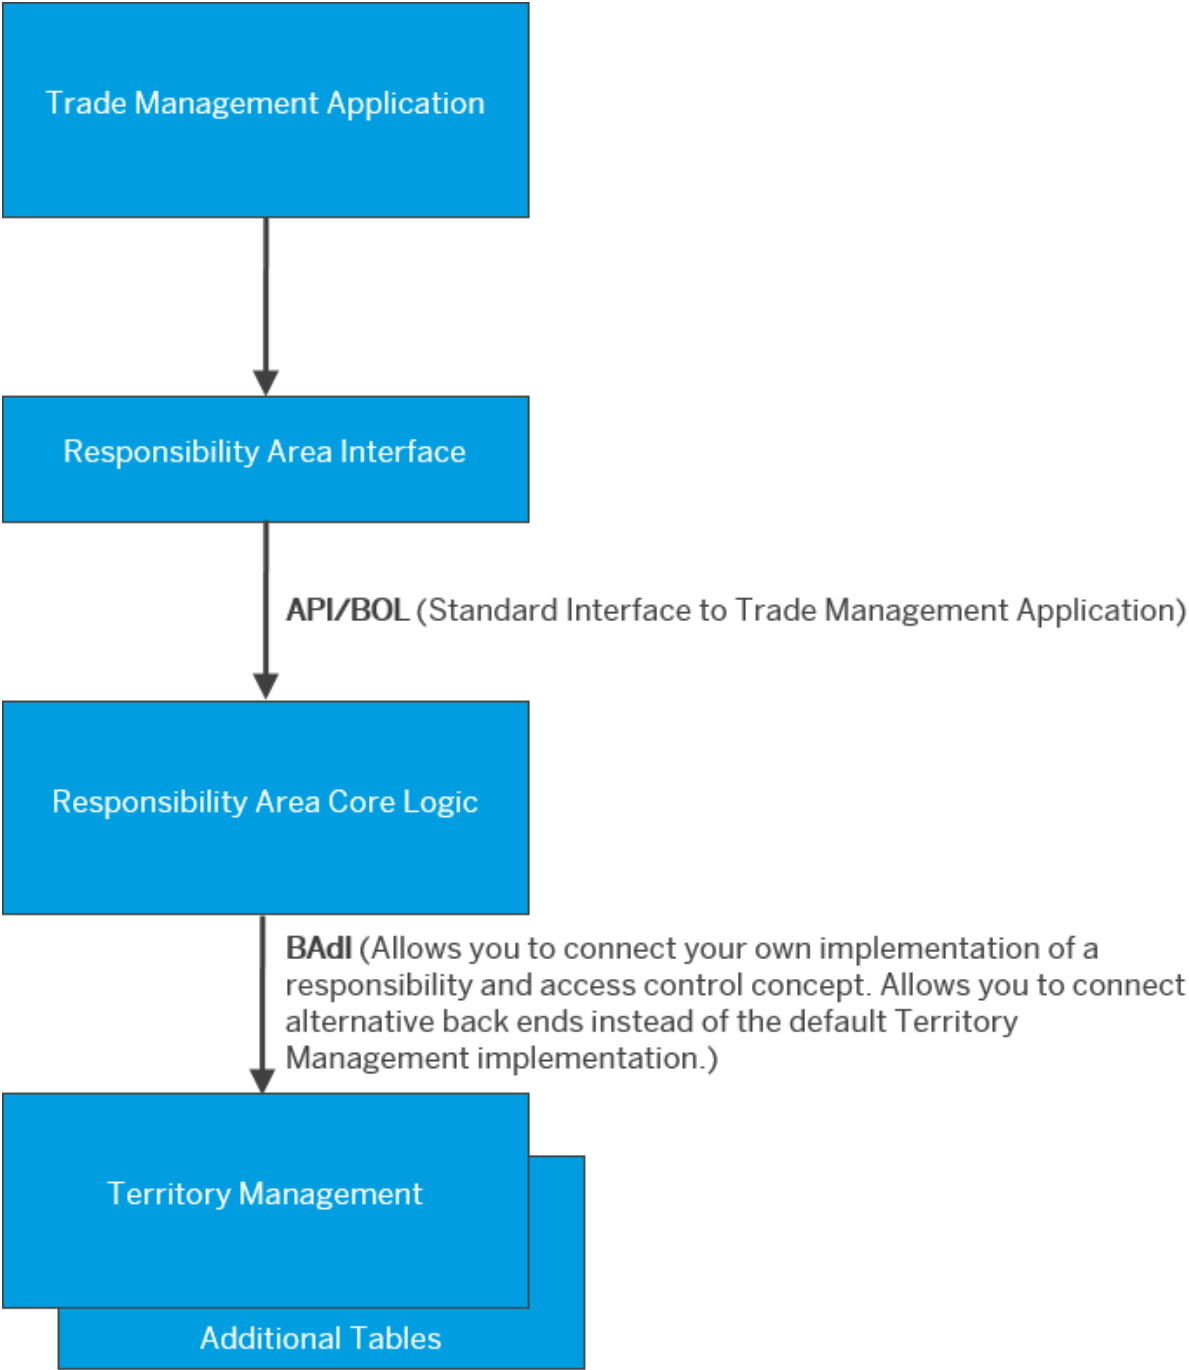 Trade Management Application
Responsibility Area Interface
API/BOL (Standard Interface to Trade Management Application)
Responsibility Area Core Logic
BAdI (Allows you to connect your own implementation of a
responsibility and access control concept. Allows you to connect
alternative back ends instead of the default Territory
Management implementation.)
Territory Management
Additional Tables